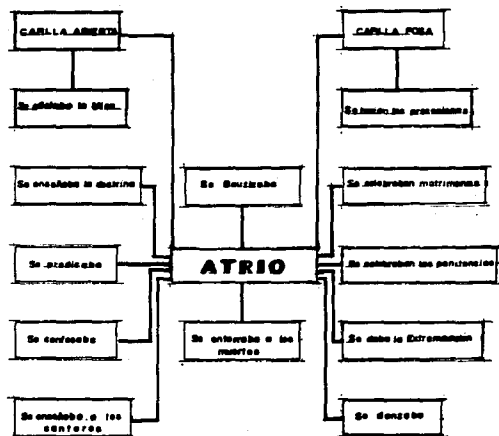 CAPILLA ABIERTA
CAPILLA POSA
Se oficiaba la Misa
Se hacían las procesiones
Se enseñaba la doctrina
Se Bautizaba
Se celebraban matrimonios
Se predicaba
ATRIO
Se celebraban las penitencias
Se confesaba
Se enterraba a los
muertos
Se daba la Extremaunción
Se enseñaba a los
cantores
Se danzaba